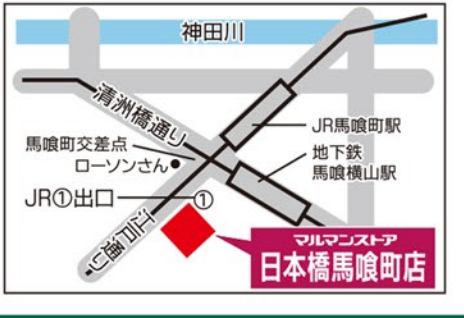 神田川
清洲橋通り
JR馬喰町駅
馬喰町交差点
地下鉄
馬喰横山駅
ローソンさん
JR①出口
①
江戸通り
マルマンストア
日本橋馬喰町店